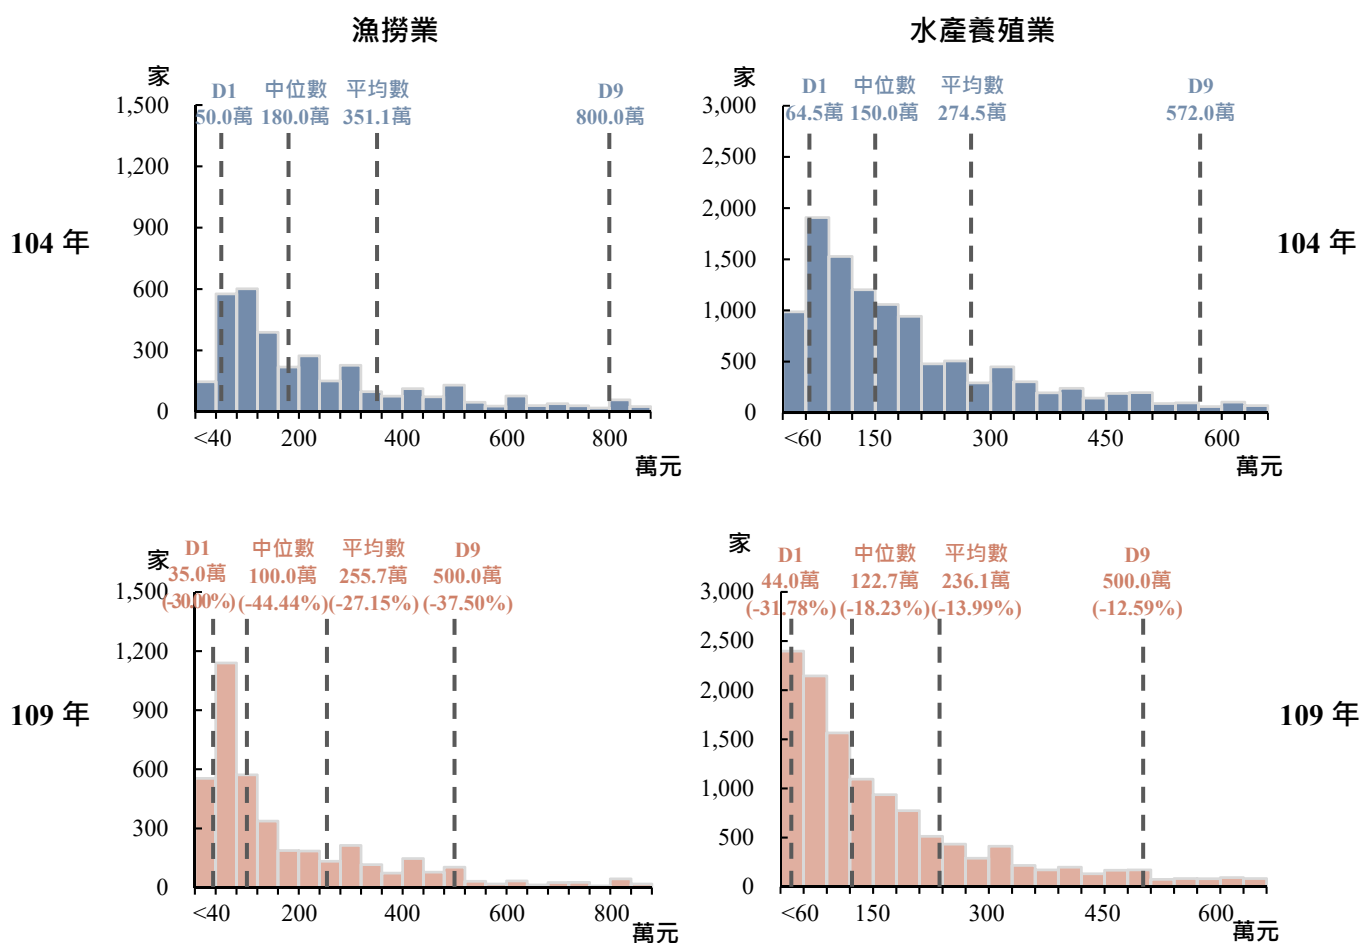 漁撈業
水產養殖業
104 年
家
D1 中位數 平均數 D9
50.0萬 180.0萬 351.1萬 800.0萬
1,500
1,200
900
600
300
0
<40 200 400 600 800
萬元
家
D1 中位數 平均數 D9
64.5萬 150.0萬 274.5萬 572.0萬
3,000
2,500
2,000
1,500
1,000
500
0
<60 150 300 450 600
萬元
104 年
109 年
家
D1 中位數 平均數 D9
35.0萬 100.0萬 255.7萬 500.0萬
(-30.00%) (-44.44%) (-27.15%) (-37.50%)
1,500
1,200
900
600
300
0
<40 200 400 600 800
萬元
家
D1 中位數 平均數 D9
44.0萬 122.7萬 236.1萬 500.0萬
(-31.78%) (-18.23%) (-13.99%) (-12.59%)
3,000
2,500
2,000
1,500
1,000
500
0
<60 150 300 450 600
萬元
109 年